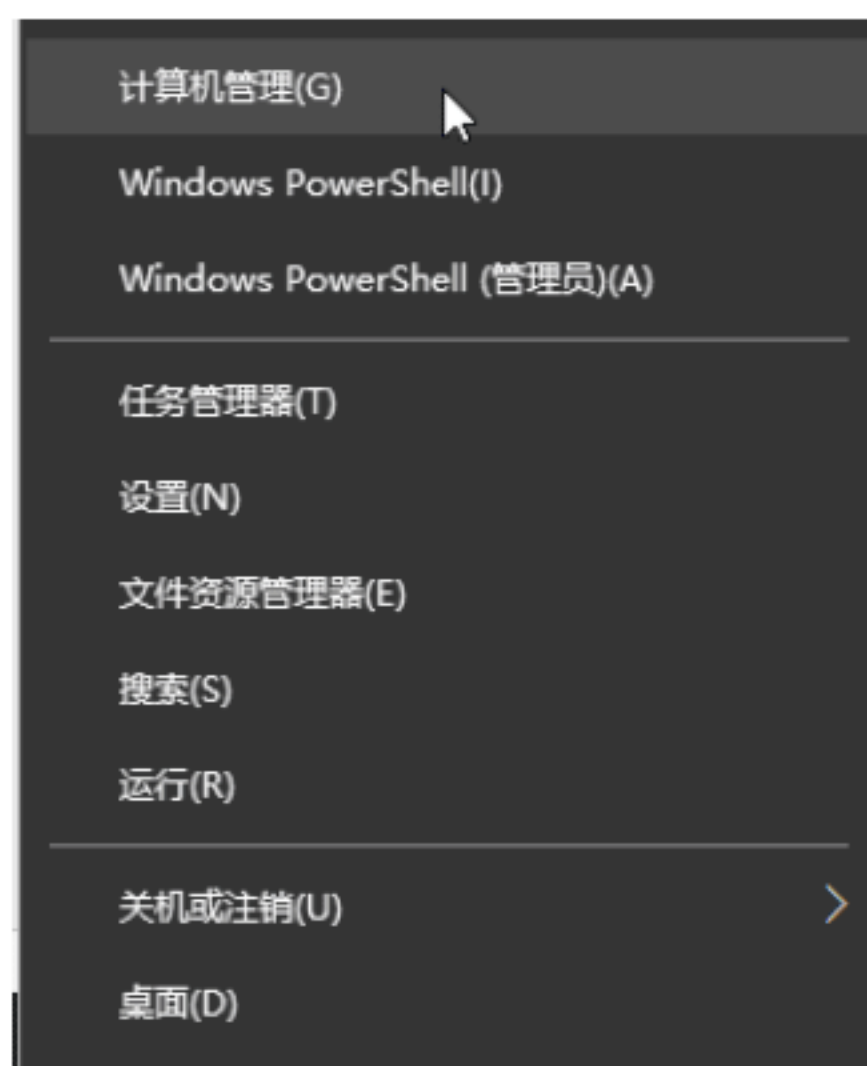 计算机管理(G)
Windows PowerShell(I)
Windows PowerShell (管理员)(A)
任务管理器(T)
设置(N)
文件资源管理器(E)
搜索(S)
运行(R)
关机或注销(U)
桌面(D)